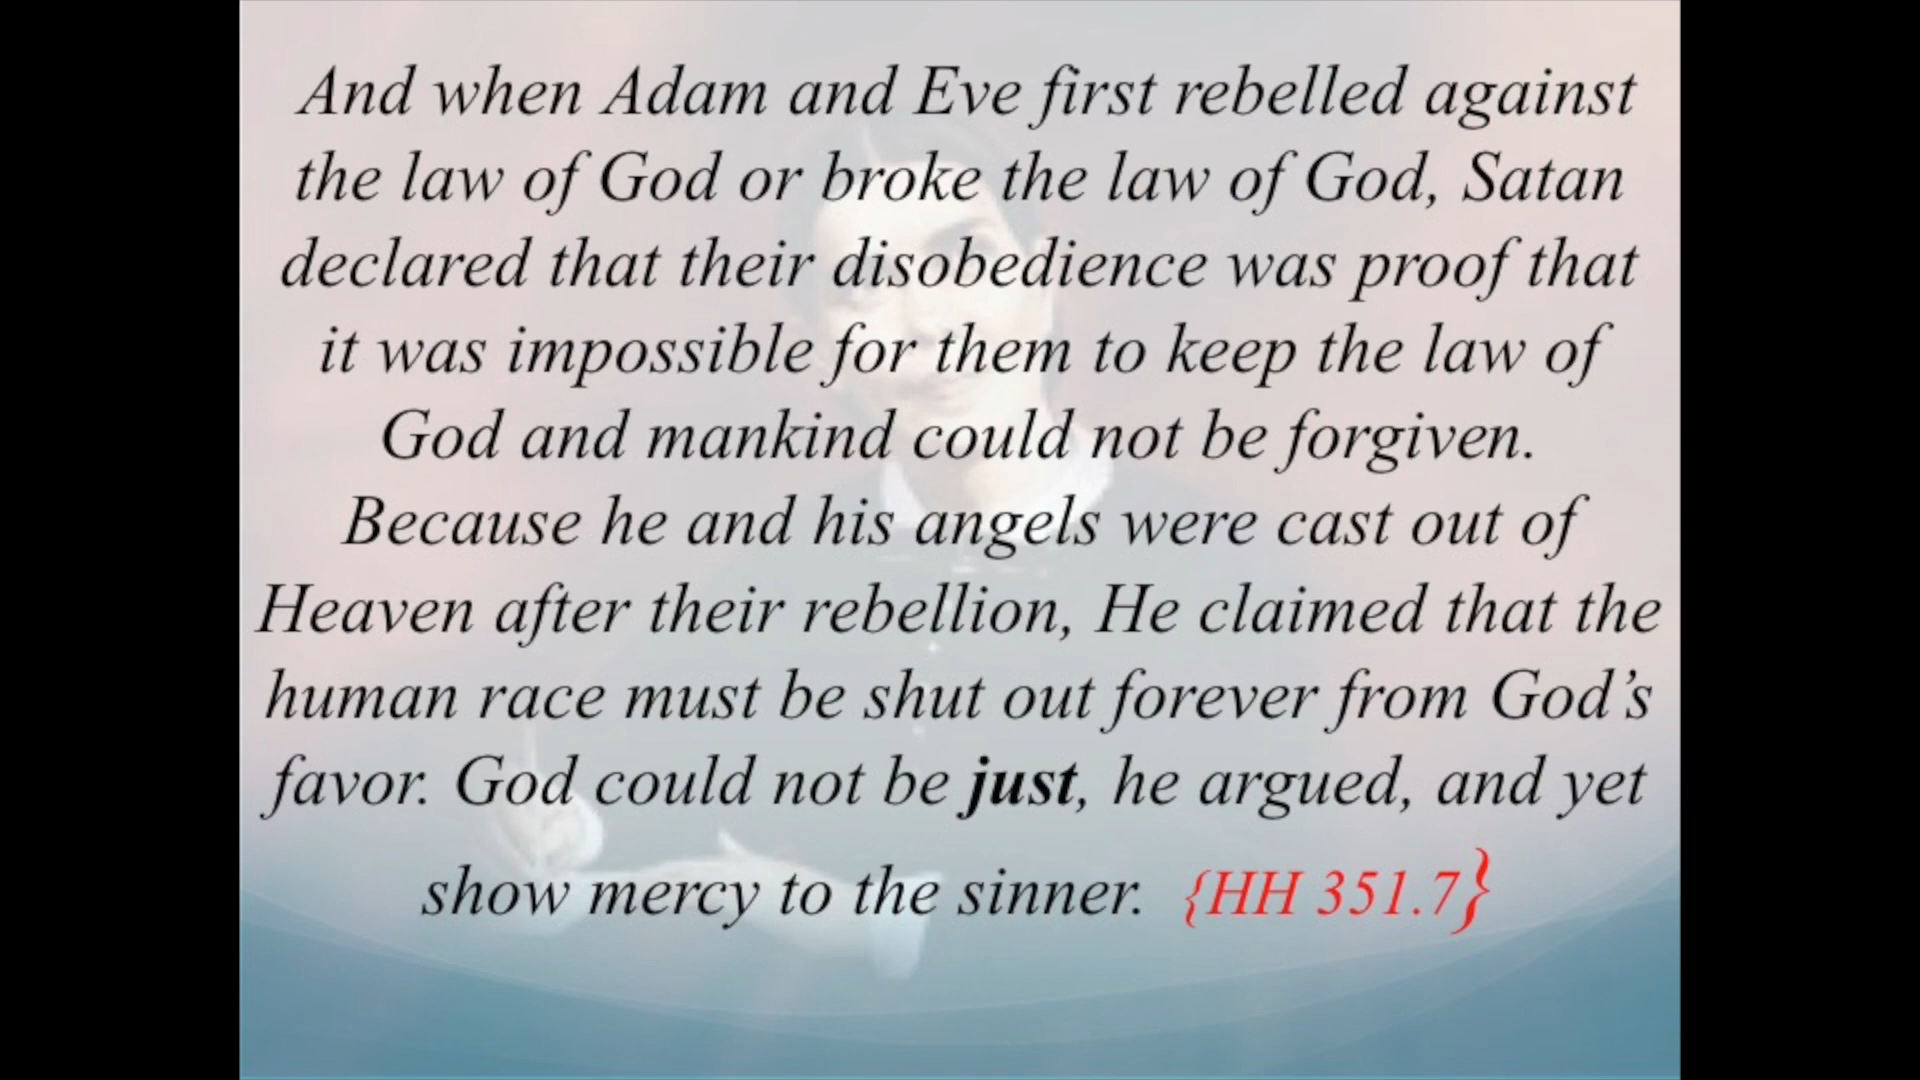 And when Adam and Eve first rebelled against
the law of God or broke the law of God, Satan
declared that their disobedience was proof that
it was impossible for them to keep the law of
God and mankind could not be forgiven.
Because he and his angels were cast out of
Heaven after their rebellion, He claimed that the
human race must be shut out forever from God’s
favor. God could not be just, he argued, and yet
show mercy to the sinner. {HH 351.7}